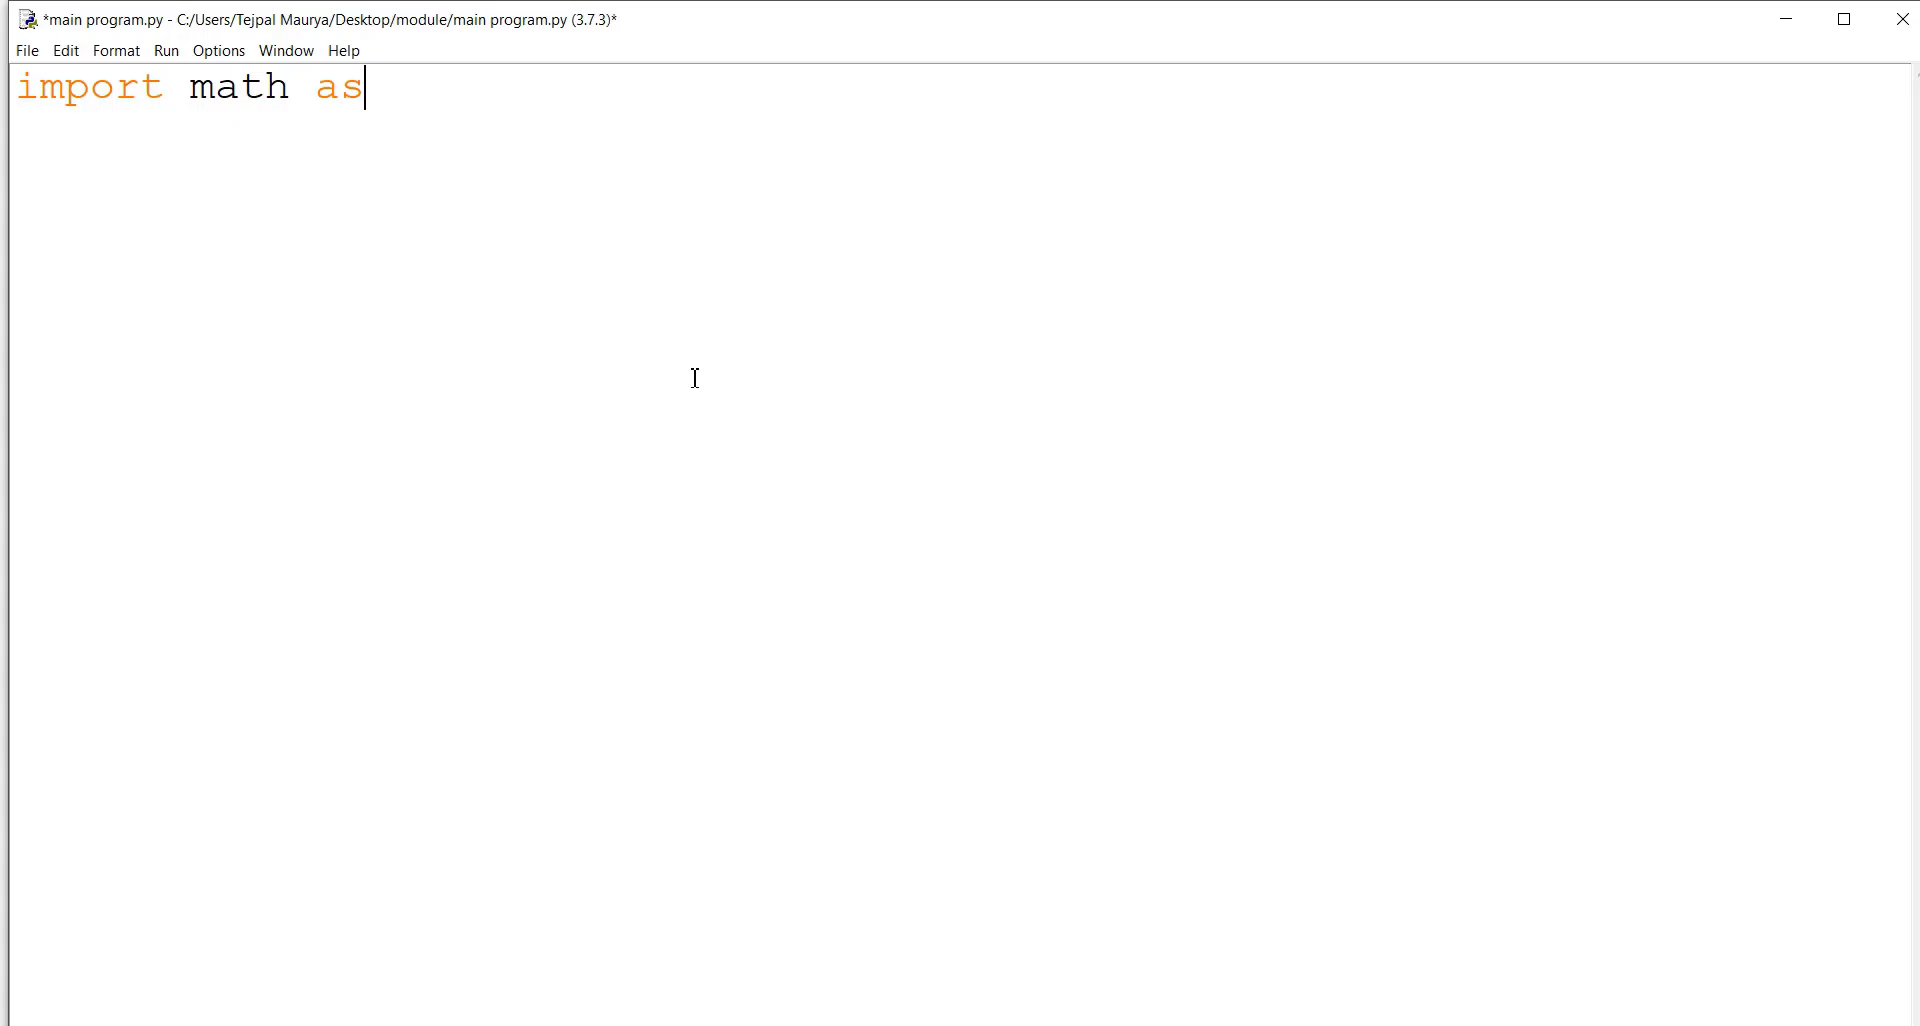 *main program.py - C:/Users/Tejpal Maurya/Desktop/module/main program.py (3.7.3)*
File Edit Format Run Options Window Help
import math as